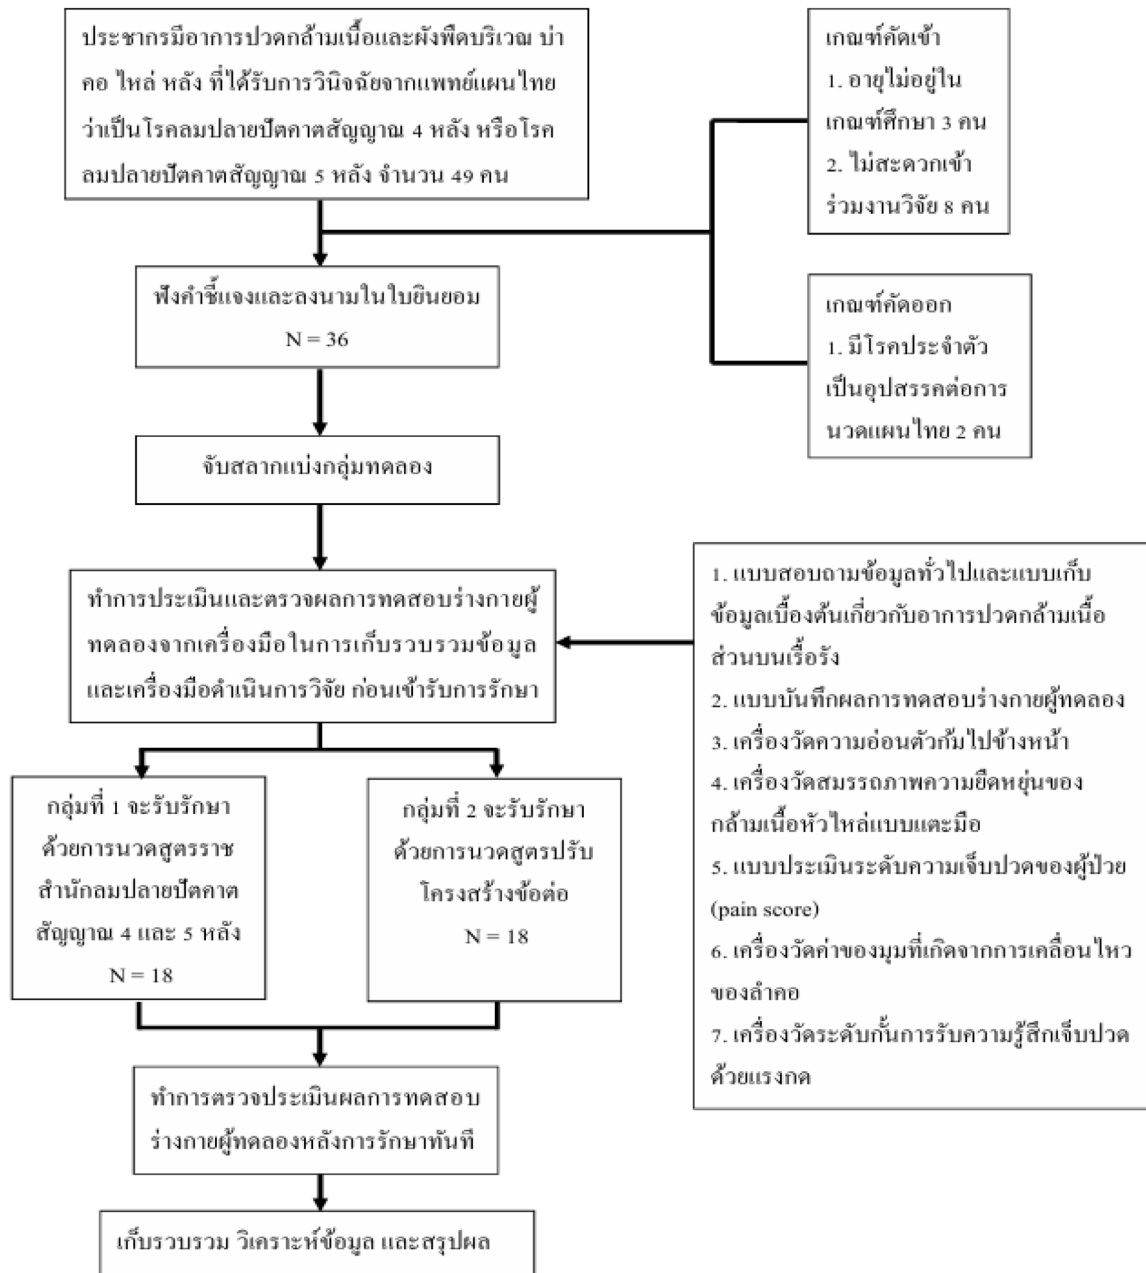 ประชากรมีอาการปวดกล้ามเนื้อและผังพืดบริเวณ บ่า
คอ ไหล่ หลัง ที่ได้รับการวินิจฉัยจากแพทย์แผนไทย
ว่าเป็นโรคลมปลายปัตคาตสัญญาณ 4 หลัง หรือโรค
ลมปลายปัตคาตสัญญาณ 5 หลัง จำนวน 49 คน
เกณฑ์คัดเข้า
1. อายุไม่อยู่ใน
เกณฑ์ศึกษา 3 คน
2. ไม่สะดวกเข้า
ร่วมงานวิจัย 8 คน
ฟังคำชี้แจงและลงนามในใบยินยอม
N = 36
เกณฑ์คัดออก
1. มีโรคประจำตัว
เป็นอุปสรรคต่อการ
นวดแผนไทย 2 คน
จับสลากแบ่งกลุ่มทดลอง
ทำการประเมินและตรวจผลการทดสอบร่างกายผู้
ทดลองจากเครื่องมือในการเก็บรวบรวมข้อมูล
และเครื่องมือดำเนินการวิจัย ก่อนเข้ารับการรักษา
1. แบบสอบถามข้อมูลทั่วไปและแบบเก็บ
ข้อมูลเบื้องต้นเกี่ยวกับอาการปวดกล้ามเนื้อ
ส่วนบนเรื้อรัง
2. แบบบันทึกผลการทดสอบร่างกายผู้ทดลอง
3. เครื่องวัดความอ่อนตัวก้มไปข้างหน้า
4. เครื่องวัดสมรรถภาพความยืดหยุ่นของ
กล้ามเนื้อหัวไหล่แบบแตะมือ
5. แบบประเมินระดับความเจ็บปวดของผู้ป่วย
(pain score)
6. เครื่องวัดค่าของมุมที่เกิดจากการเคลื่อนไหว
ของลำคอ
7. เครื่องวัดระดับกั้นการรับความรู้สึกเจ็บปวด
ด้วยแรงกด
กลุ่มที่ 1 จะรับรักษา
ด้วยการนวดสูตรราช
สำนักลมปลายปัตคาต
สัญญาณ 4 และ 5 หลัง
N = 18
กลุ่มที่ 2 จะรับรักษา
ด้วยการนวดสูตรปรับ
โครงสร้างข้อต่อ
N = 18
ทำการตรวจประเมินผลการทดสอบ
ร่างกายผู้ทดลองหลังการรักษาทันที
เก็บรวบรวม วิเคราะห์ข้อมูล และสรุปผล